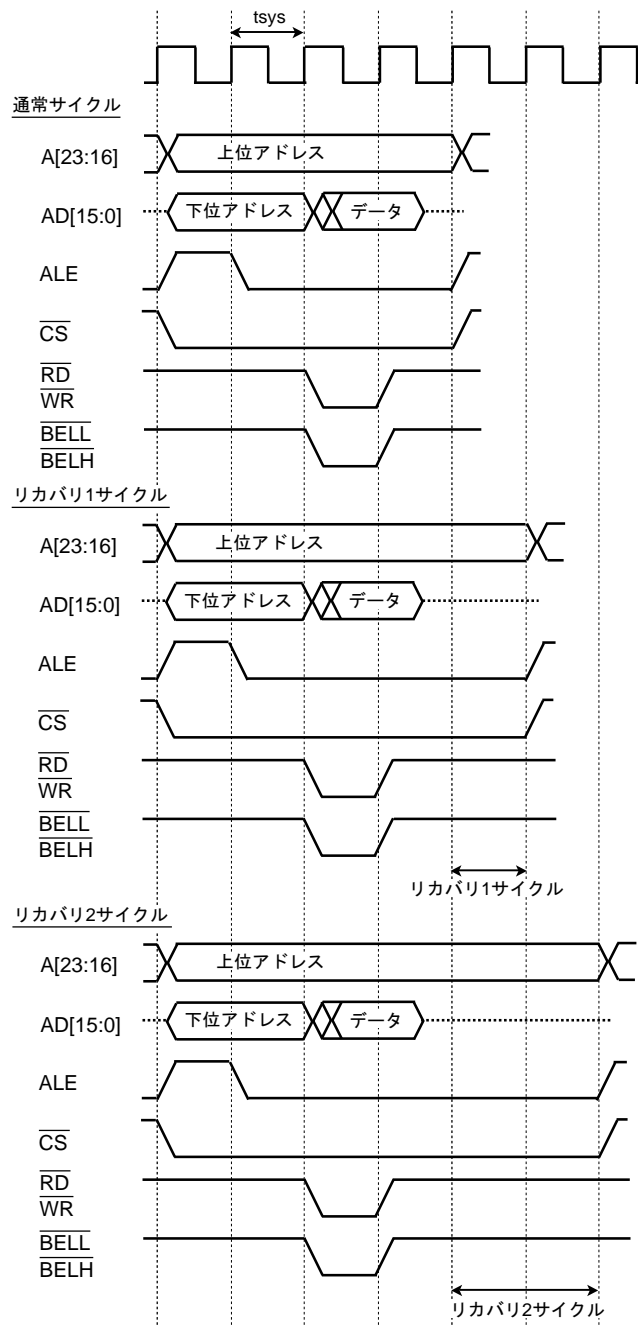 tsys
通常サイクル
A[23:16]
上位アドレス
AD[15:0]
下位アドレス
データ
ALE
CS
RD
WR
BELL
BELH
リカバリ1サイクル
A[23:16]
上位アドレス
AD[15:0]
下位アドレス
データ
ALE
CS
RD
WR
BELL
BELH
リカバリ1サイクル
リカバリ2サイクル
A[23:16]
上位アドレス
AD[15:0]
下位アドレス
データ
ALE
CS
RD
WR
BELL
BELH
リカバリ2サイクル